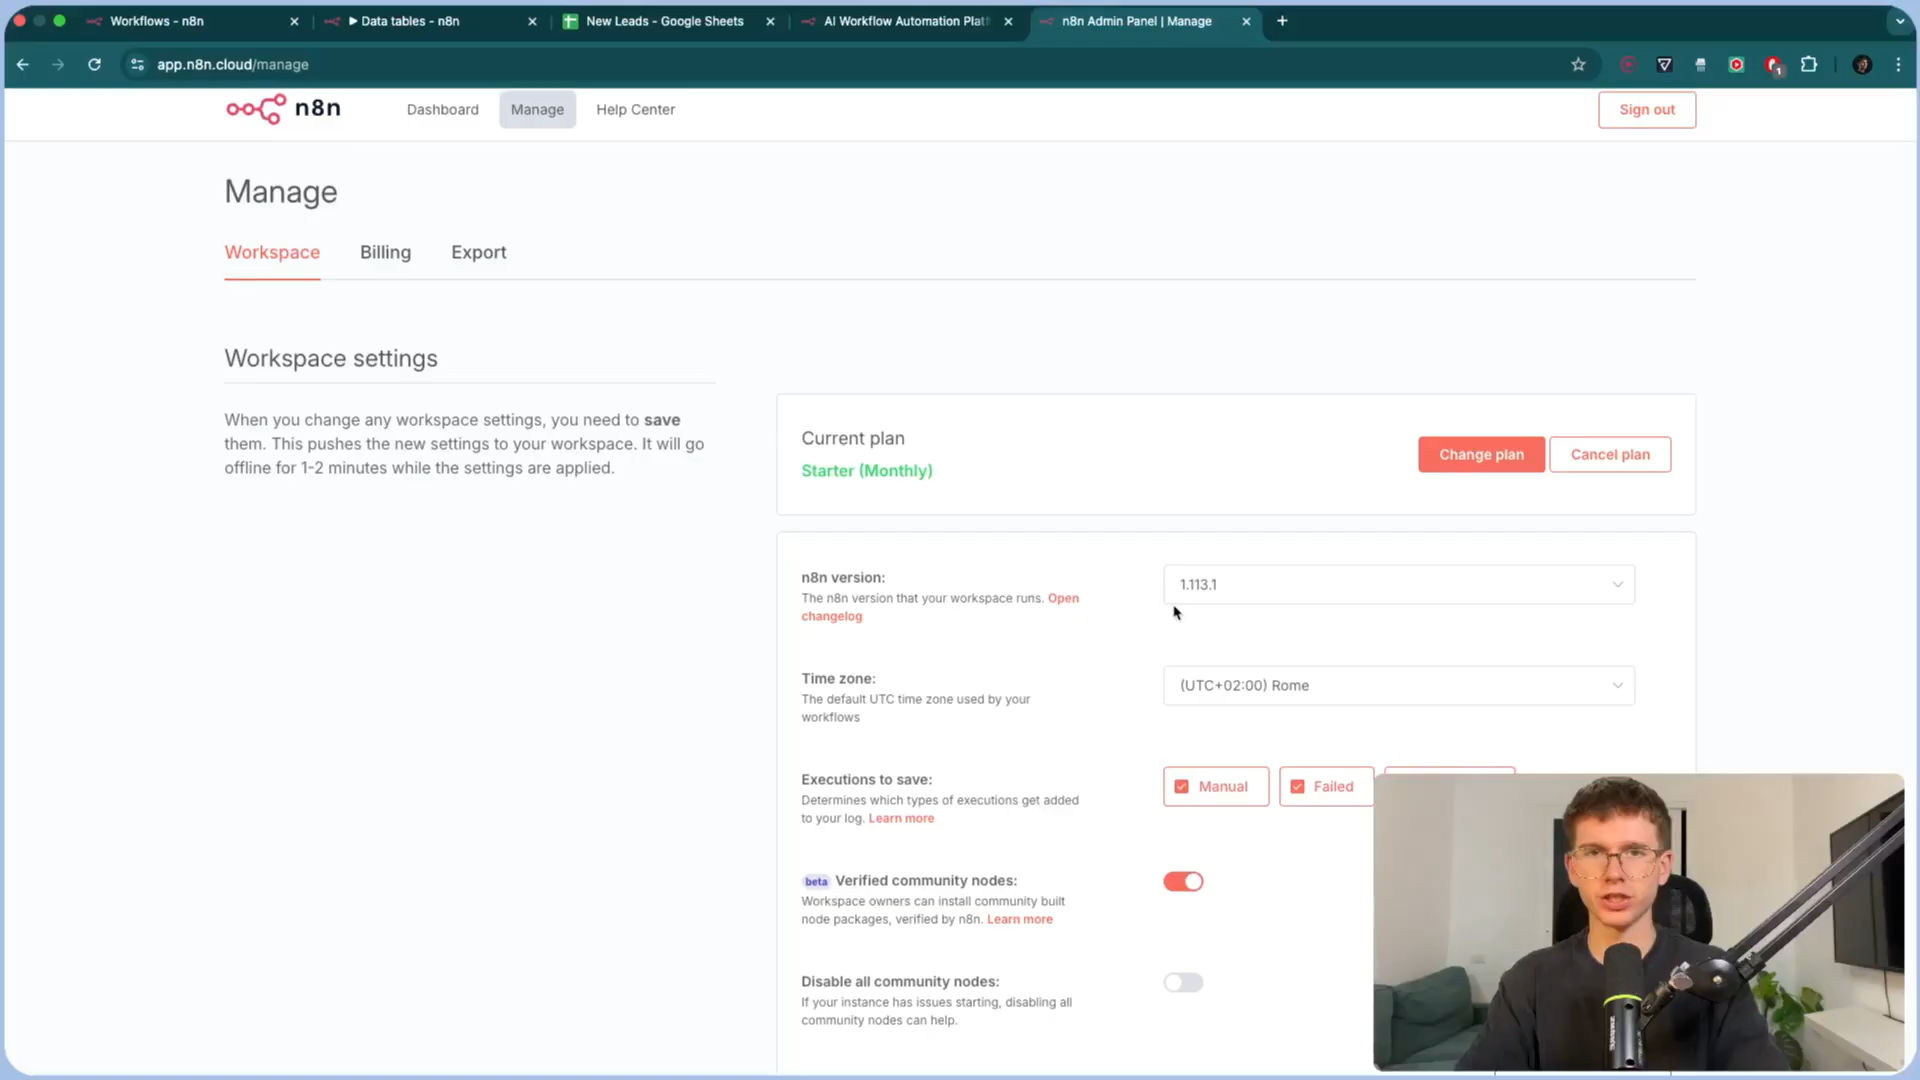 Workflows - n8n
Data tables - n8n
New Leads - Google Sheets
AI Workflow Automation Platf
n8n Admin Panel | Manage
app.n8n.cloud/manage
1
n8n
Dashboard
Manage
Help Center
Sign out
Manage
Workspace
Billing
Export
Workspace settings
When you change any workspace settings, you need to save
them. This pushes the new settings to your workspace. It will go
offline for 1-2 minutes while the settings are applied.
Current plan
Starter (Monthly)
Change plan
Cancel plan
n8n version:
The n8n version that your workspace runs. Open
changelog
1.113.1
Time zone:
The default UTC time zone used by your
workflows
(UTC+02:00) Rome
Executions to save:
Determines which types of executions get added
to your log. Learn more
Manual
Failed
beta Verified community nodes:
Workspace owners can install community built
node packages, verified by n8n. Learn more
Disable all community nodes:
If your instance has issues starting, disabling all
community nodes can help.